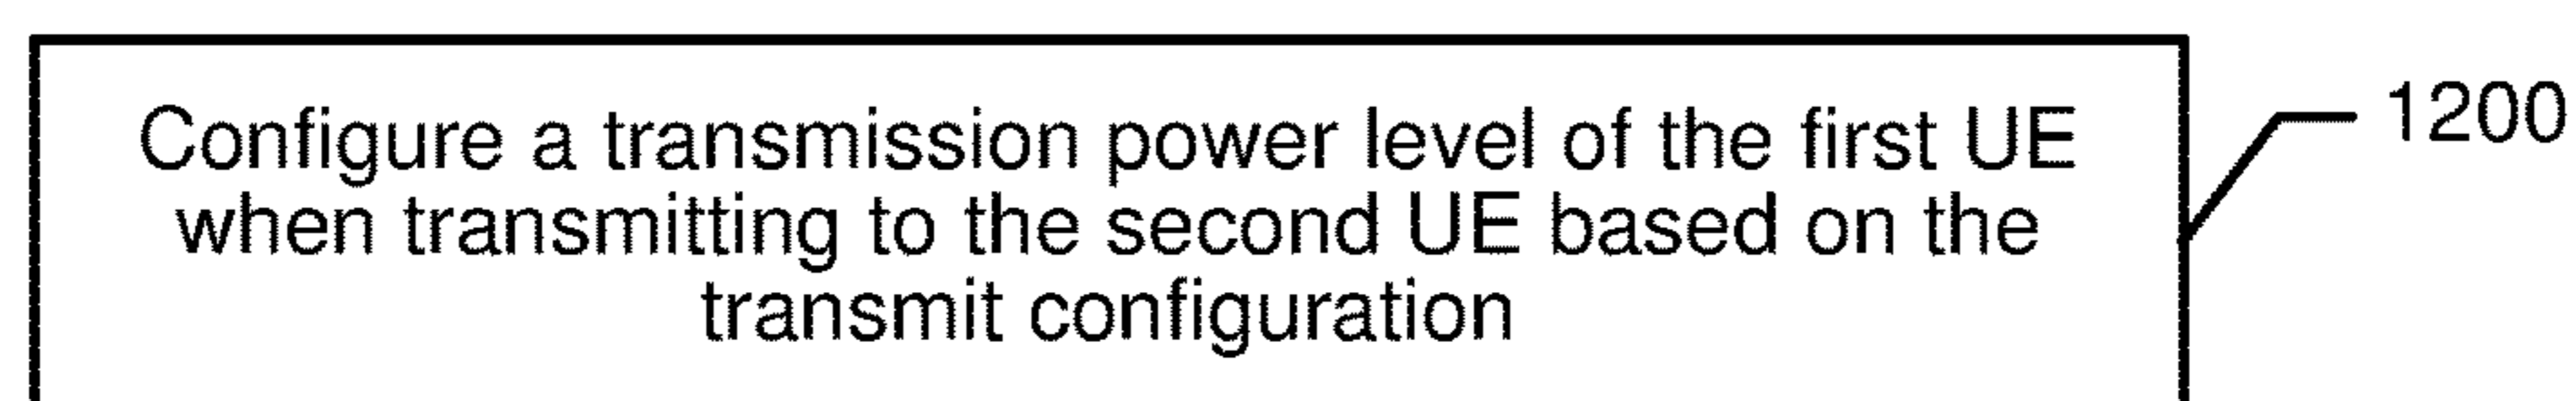 Configure a transmission power level of the first UE
when transmitting to the second UE based on the
transmit configuration
1200